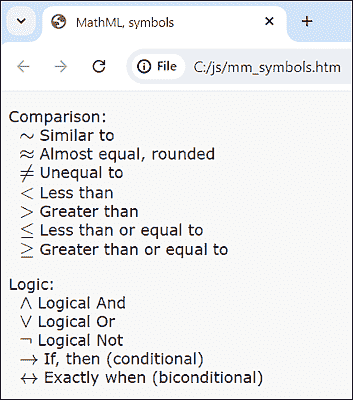 MathML, symbols
File C:/js/mm_symbols.htm
Comparison:
∼ Similar to
≈ Almost equal, rounded
≠ Unequal to
< Less than
> Greater than
≤ Less than or equal to
≥ Greater than or equal to
Logic:
∧ Logical And
∨ Logical Or
¬ Logical Not
→ If, then (conditional)
↔ Exactly when (biconditional)